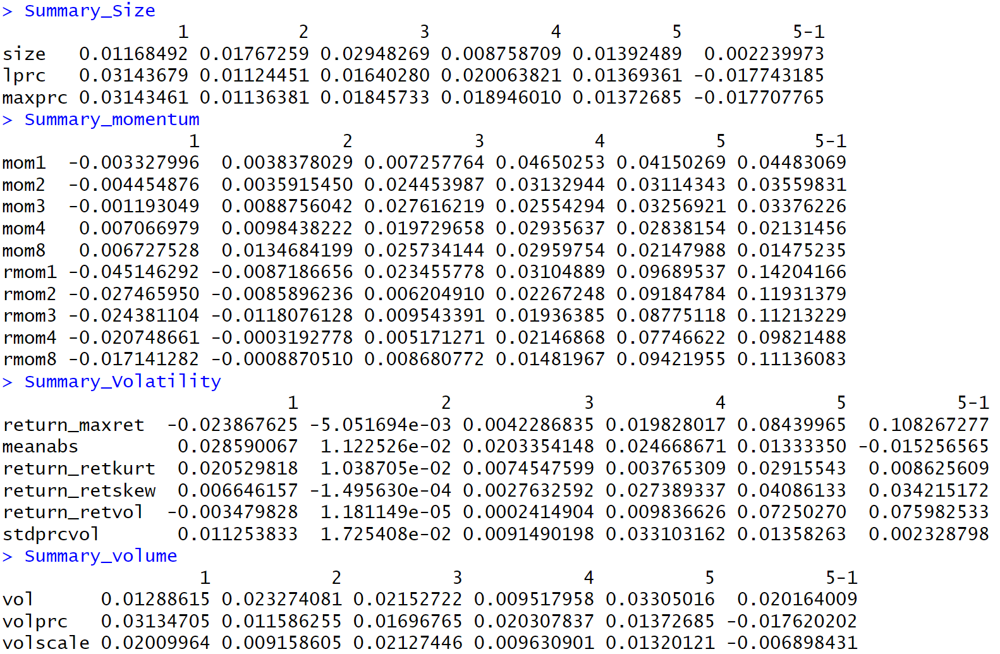 > Summary_Size
                1          2          3           4          5          5-1
size   0.01168492 0.01767259 0.02948269 0.008758709 0.01392489  0.002239973
lprc   0.03143679 0.01124451 0.01640280 0.020063821 0.01369361 -0.017743185
maxprc 0.03143461 0.01136381 0.01845733 0.018946010 0.01372685 -0.017707765
> Summary_momentum
                 1             2           3          4          5        5-1
mom1  -0.003327996  0.0038378029 0.007257764 0.04650253 0.04150269 0.04483069
mom2  -0.004454876  0.0035915450 0.024453987 0.03132944 0.03114343 0.03559831
mom3  -0.001193049  0.0088756042 0.027616219 0.02554294 0.03256921 0.03376226
mom4   0.007066979  0.0098438222 0.019729658 0.02935637 0.02838154 0.02131456
mom8   0.006727528  0.0134684199 0.025734144 0.02959754 0.02147988 0.01475235
rmom1 -0.045146292 -0.0087186656 0.023455778 0.03104889 0.09689537 0.14204166
rmom2 -0.027465950 -0.0085896236 0.006204910 0.02267248 0.09184784 0.11931379
rmom3 -0.024381104 -0.0118076128 0.009543391 0.01936385 0.08775118 0.11213229
rmom4 -0.020748661 -0.0003192778 0.005171271 0.02146868 0.07746622 0.09821488
rmom8 -0.017141282 -0.0008870510 0.008680772 0.01481967 0.09421955 0.11136083
> Summary_Volatility
                          1             2            3           4          5          5-1
return_maxret  -0.023867625 -5.051694e-03 0.0042286835 0.019828017 0.08439965  0.108267277
meanabs         0.028590067  1.122526e-02 0.0203354148 0.024668671 0.01333350 -0.015256565
return_retkurt  0.020529818  1.038705e-02 0.0074547599 0.003765309 0.02915543  0.008625609
return_retskew  0.006646157 -1.495630e-04 0.0027632592 0.027389337 0.04086133  0.034215172
return_retvol  -0.003479828  1.181149e-05 0.0002414904 0.009836626 0.07250270  0.075982533
stdprcvol       0.011253833  1.725408e-02 0.0091490198 0.033103162 0.01358263  0.002328798
> Summary_volume
                  1           2          3           4          5          5-1
vol      0.01288615 0.023274081 0.02152722 0.009517958 0.03305016  0.020164009
volprc   0.03134705 0.011586255 0.01696765 0.020307837 0.01372685 -0.017620202
volscale 0.02009964 0.009158605 0.02127446 0.009630901 0.01320121 -0.006898431